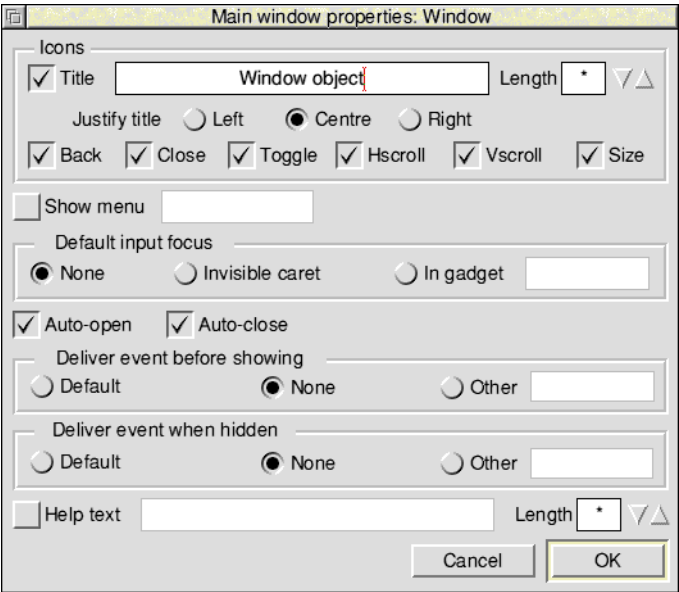 Main window properties: Window
Icons
Title Window object Length *
Justify title Left Centre Right
Back Close Toggle Hscroll Vscroll Size
Show menu
Default input focus
None Invisible caret In gadget
Auto-open Auto-close
Deliver event before showing
Default None Other
Deliver event when hidden
Default None Other
Help text Length *
Cancel OK